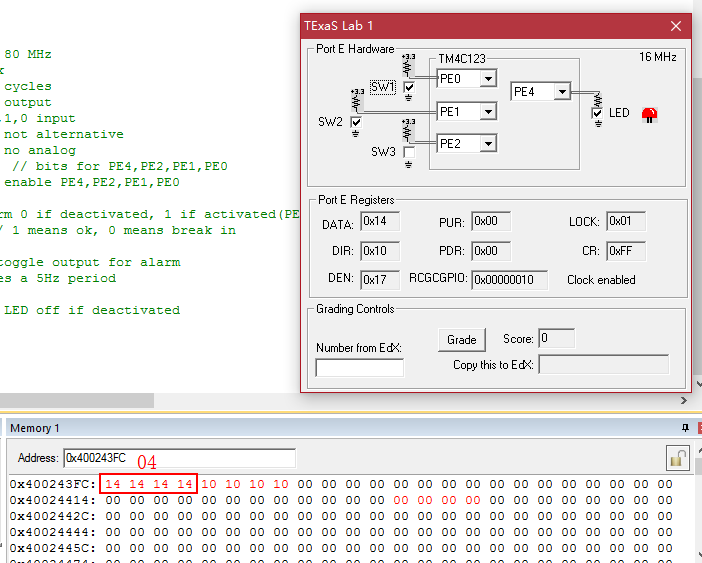 80 MHz
k
cycles
output
,1,0 input
not alternative
no analog
// bits for PE4,PE2,PE1,PE0
enable PE4,PE2,PE1,PE0
rm 0 if deactivated, 1 if activated(PE
/ 1 means ok, 0 means break in
toggle output for alarm
es a 5Hz period
LED off if deactivated
TExaS Lab 1
Port E Hardware
TM4C123
16 MHz
+3.3
SW1
PE0
PE4
+3.3
SW2
PE1
LED
+3.3
SW3
PE2
Port E Registers
DATA: 0x14 PUR: 0x00 LOCK: 0x01
DIR: 0x10 PDR: 0x00 CR: 0xFF
DEN: 0x17 RCGCGPIO: 0x00000010 Clock enabled
Grading Controls
Number from EdX:
Grade Score: 0
Copy this to EdX:
Memory 1
Address: 0x400243FC
04
0x400243FC: 14 14 14 14 10 10 10 10 00 00 00 00 00 00 00 00 00 00 00 00 00 00 00 00
0x40024414: 00 00 00 00 00 00 00 00 00 00 00 00 00 00 00 00 00 00 00 00 00 00 00 00
0x4002442C: 00 00 00 00 00 00 00 00 00 00 00 00 00 00 00 00 00 00 00 00 00 00 00 00
0x40024444: 00 00 00 00 00 00 00 00 00 00 00 00 00 00 00 00 00 00 00 00 00 00 00 00
0x4002445C: 00 00 00 00 00 00 00 00 00 00 00 00 00 00 00 00 00 00 00 00 00 00 00 00